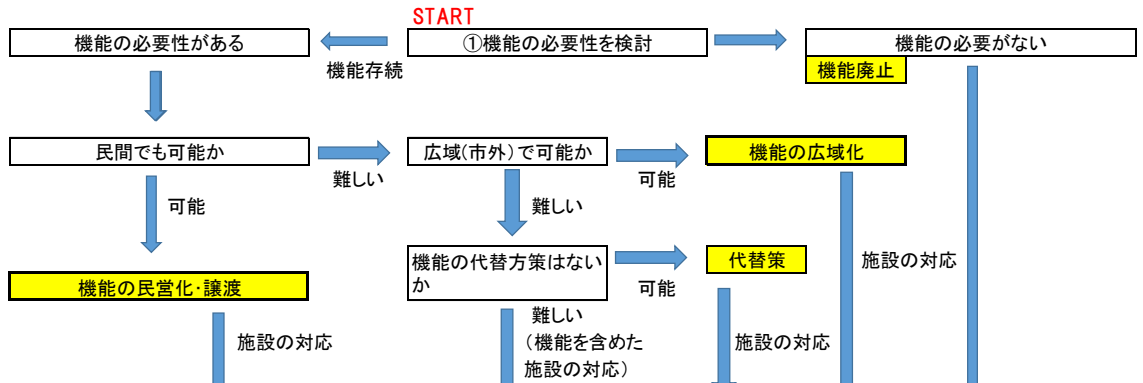 START
機能の必要性がある
①機能の必要性を検討
機能の必要がない
機能存続
機能廃止
民間でも可能か
広域(市外)で可能か
機能の広域化
難しい
可能
可能
難しい
機能の代替方策はない
か
代替策
施設の対応
可能
機能の民営化・譲渡
難しい
(機能を含めた
施設の対応)
施設の対応
施設の対応